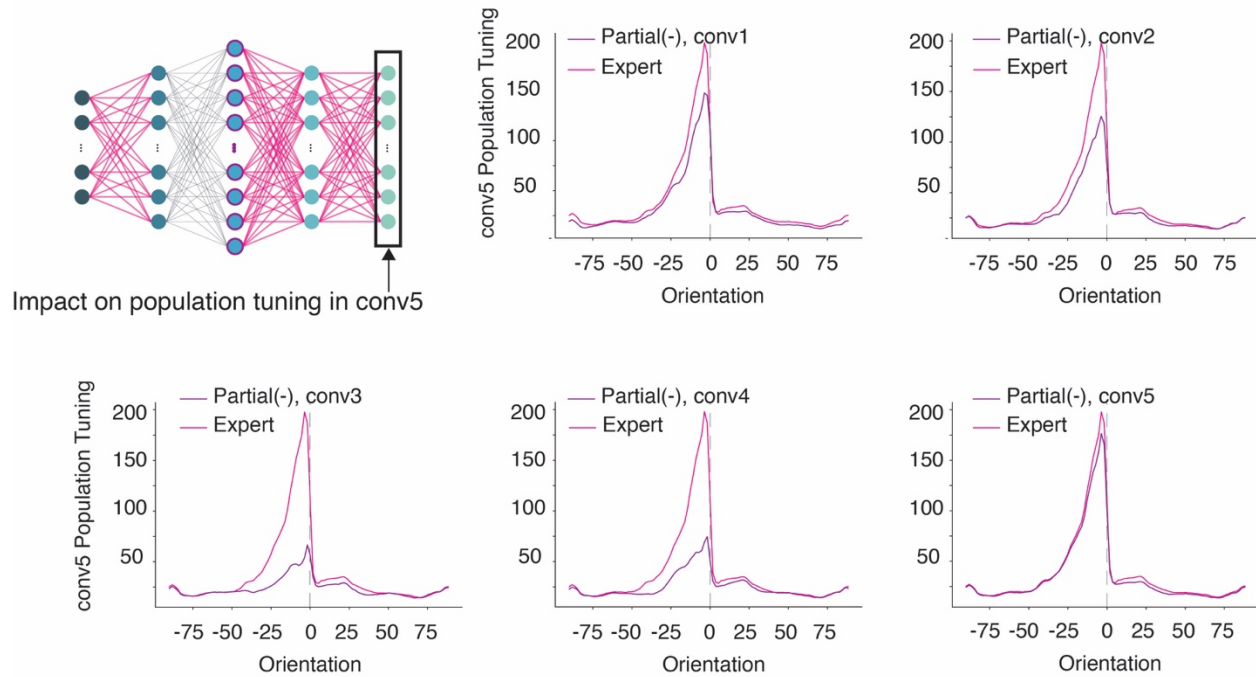 Impact on population tuning in conv5
Partial(-), conv1
Expert
conv5 Population Tuning
200
150
100
50
-75 -50 -25 0 25 50 75
Orientation
Partial(-), conv2
Expert
200
150
100
50
-75 -50 -25 0 25 50 75
Orientation
Partial(-), conv3
Expert
conv5 Population Tuning
200
150
100
50
-75 -50 -25 0 25 50 75
Orientation
Partial(-), conv4
Expert
200
150
100
50
-75 -50 -25 0 25 50 75
Orientation
Partial(-), conv5
Expert
200
150
100
50
-75 -50 -25 0 25 50 75
Orientation